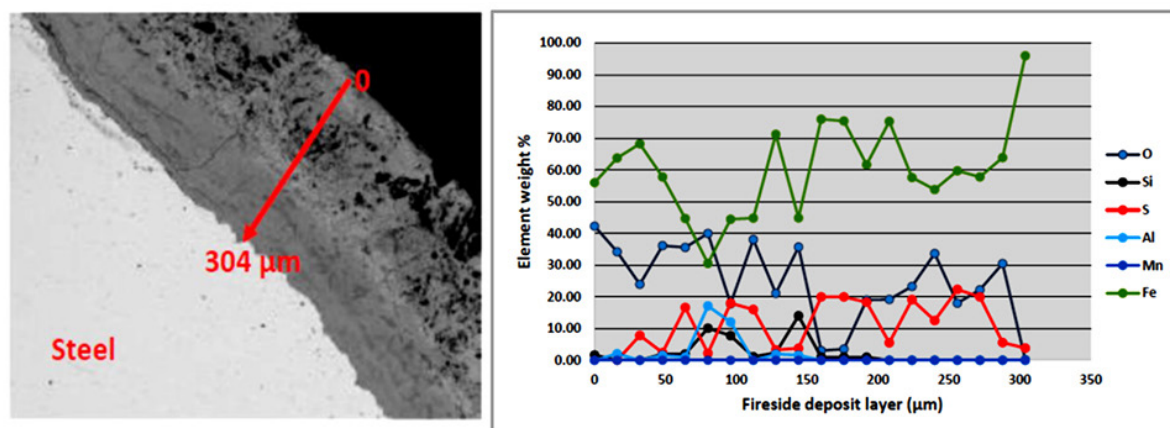 0
304 µm
Steel
100.00
90.00
80.00
70.00
60.00
50.00
40.00
30.00
20.00
10.00
0.00
Element weight %
0 50 100 150 200 250 300 350
Fireside deposit layer (µm)
O
Si
S
Al
Mn
Fe